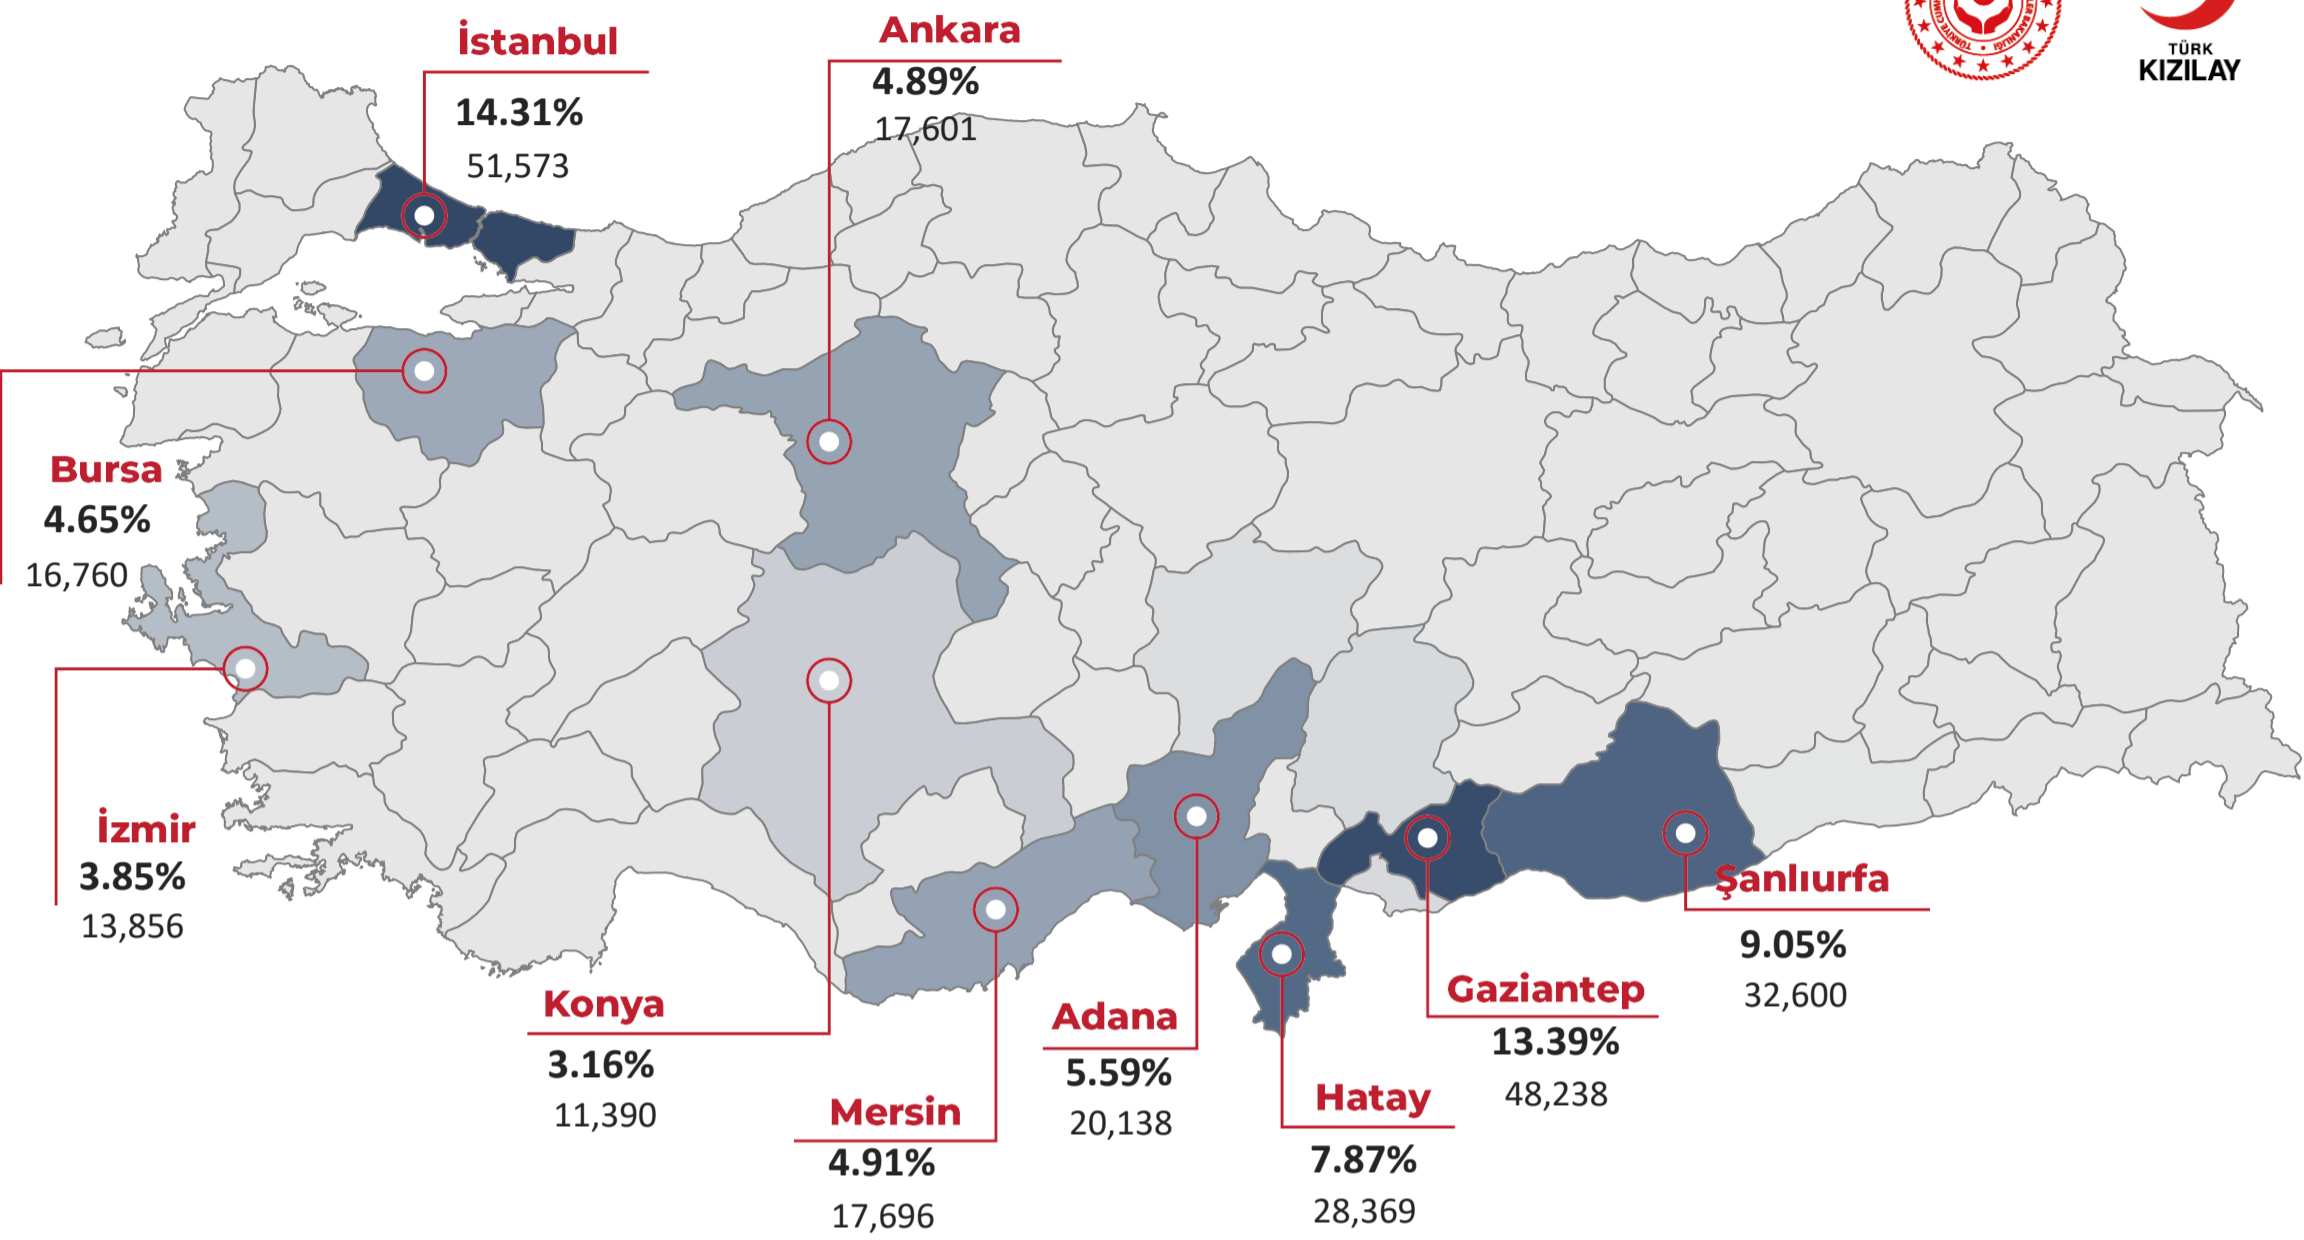 İstanbul
14.31%
51,573
Ankara
4.89%
17,601
TÜRK
KIZILAY
Bursa
4.65%
16,760
İzmir
3.85%
13,856
Konya
3.16%
11,390
Mersin
4.91%
17,696
Adana
5.59%
20,138
Hatay
7.87%
28,369
Gaziantep
13.39%
48,238
Şanlıurfa
9.05%
32,600